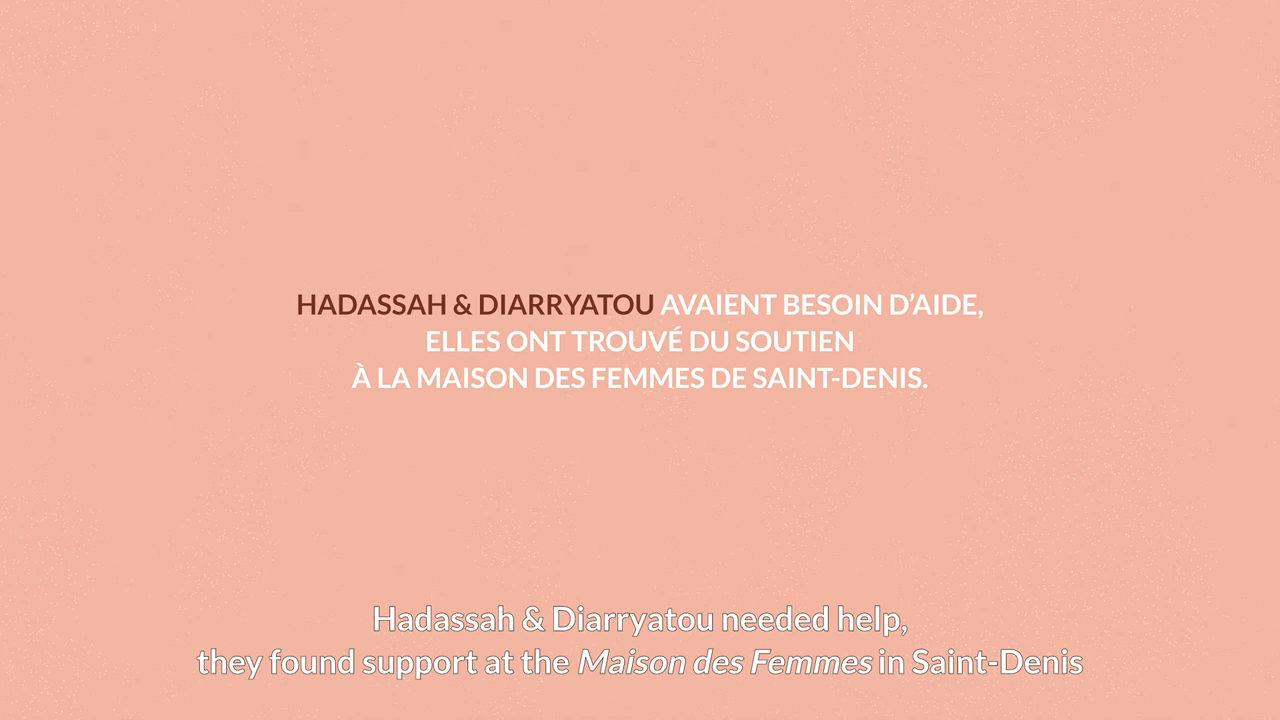 HADASSAH & DIARRYATOU AVAIENT BESOIN D’AIDE,
ELLES ONT TROUVÉ DU SOUTIEN
À LA MAISON DES FEMMES DE SAINT-DENIS.
Hadassah & Diarryatou needed help,
they found support at the Maison des Femmes in Saint-Denis